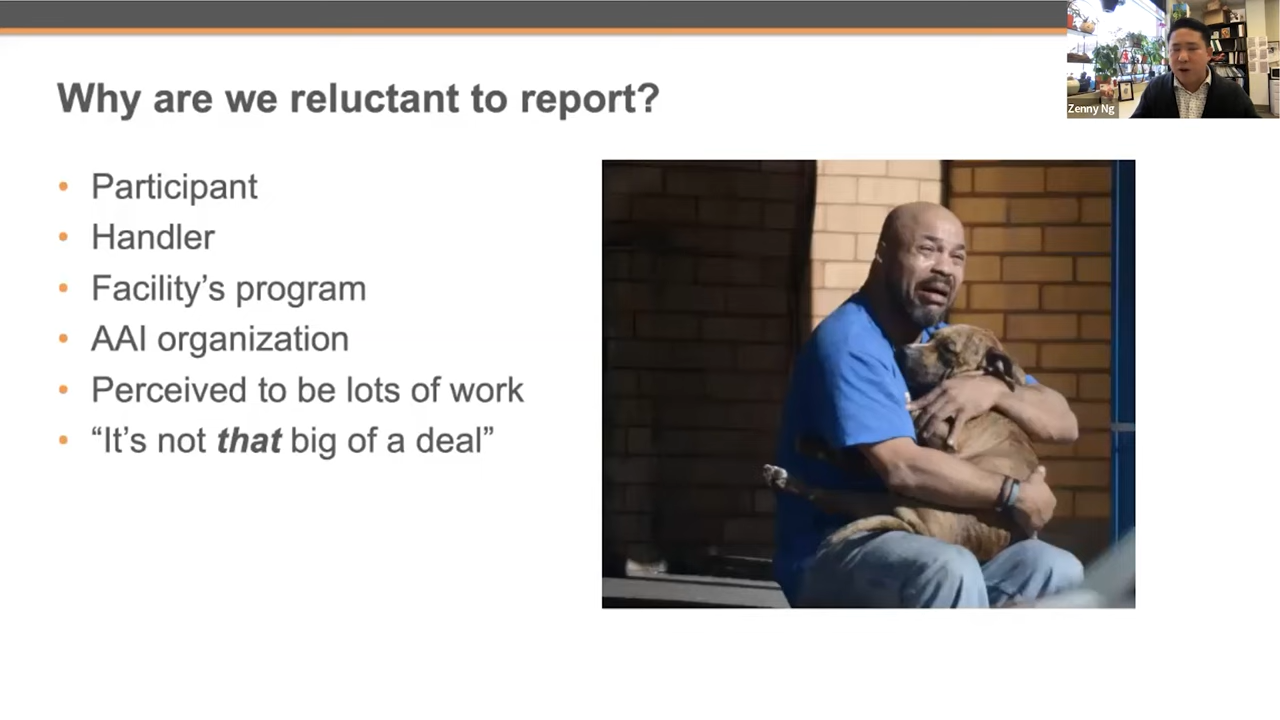 Zenny Ng
Why are we reluctant to report?
• Participant
• Handler
• Facility’s program
• AAI organization
• Perceived to be lots of work
• “It’s not that big of a deal”